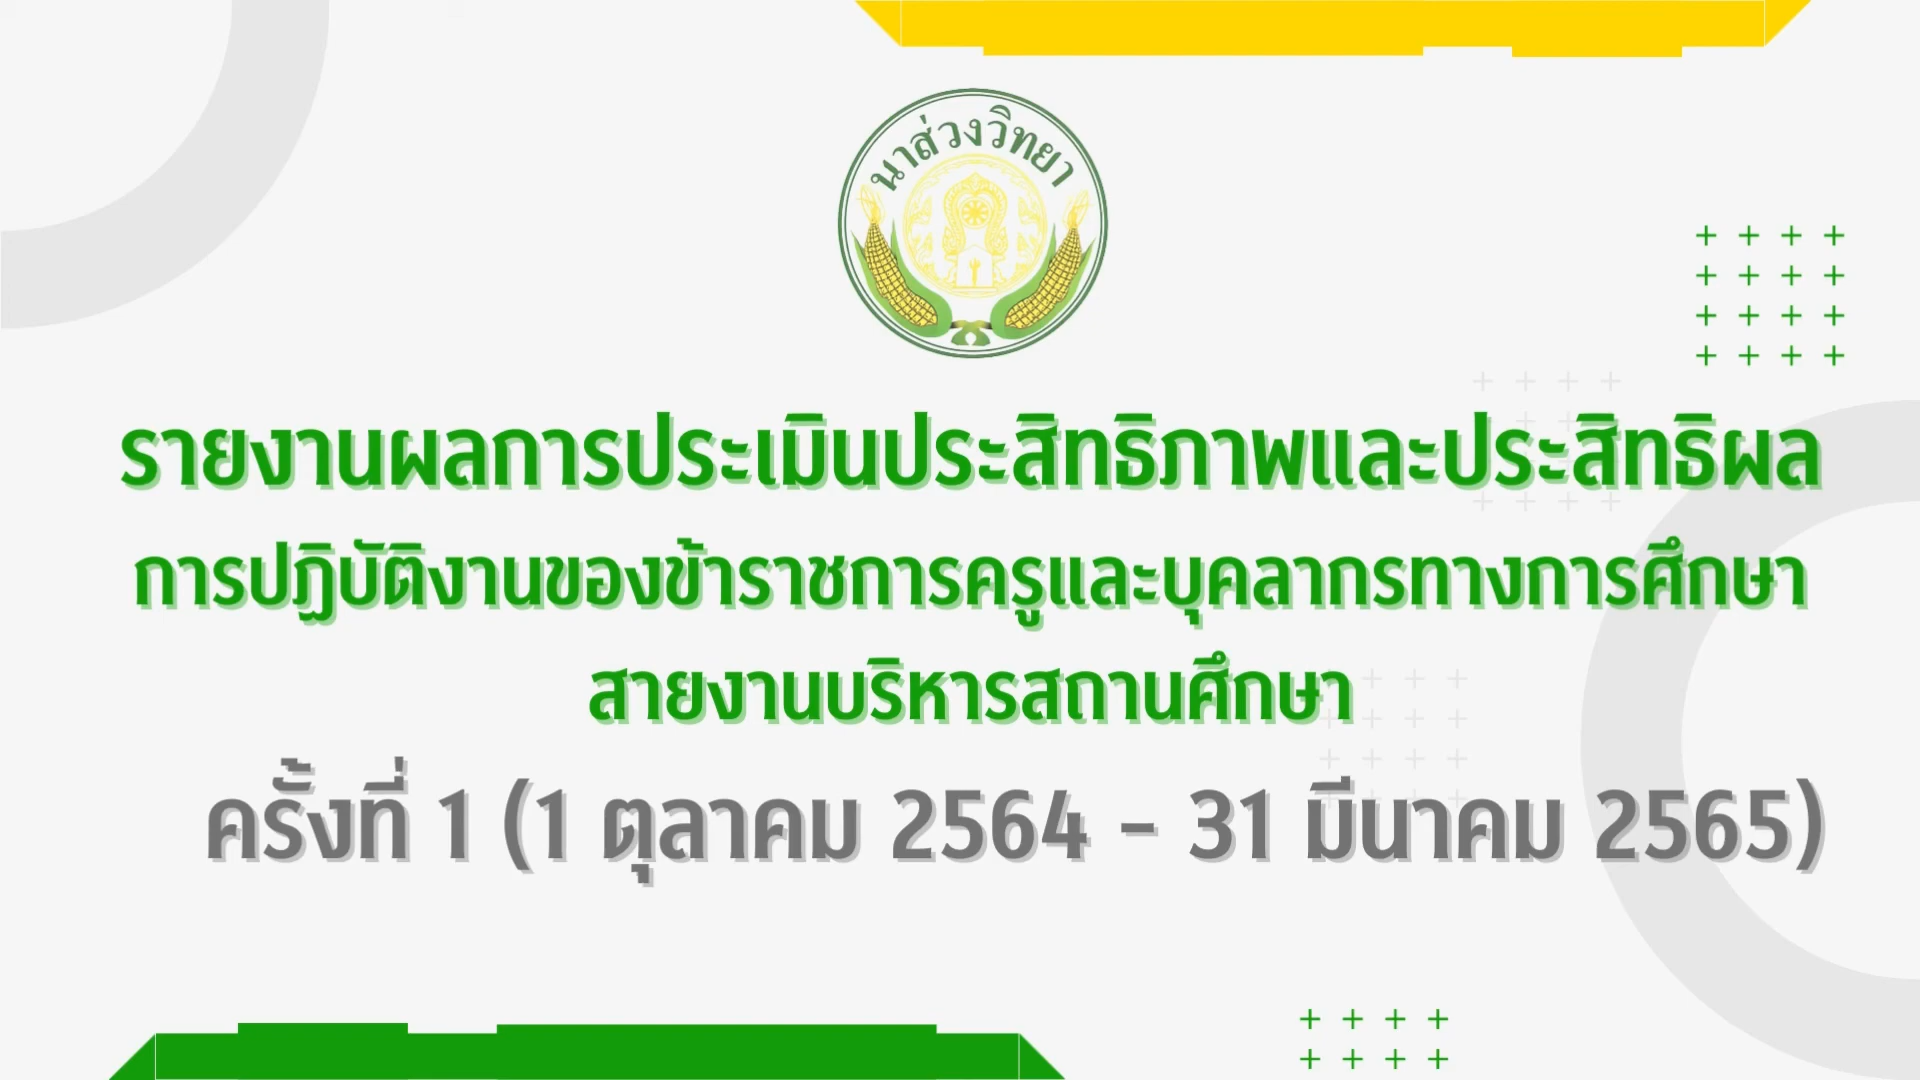 นาส่วงวิทยา
รายงานผลการประเมินประสิทธิภาพและประสิทธิผล
การปฏิบัติงานของข้าราชการครูและบุคลากรทางการศึกษา
สายงานบริหารสถานศึกษา
ครั้งที่ 1 (1 ตุลาคม 2564 - 31 มีนาคม 2565)